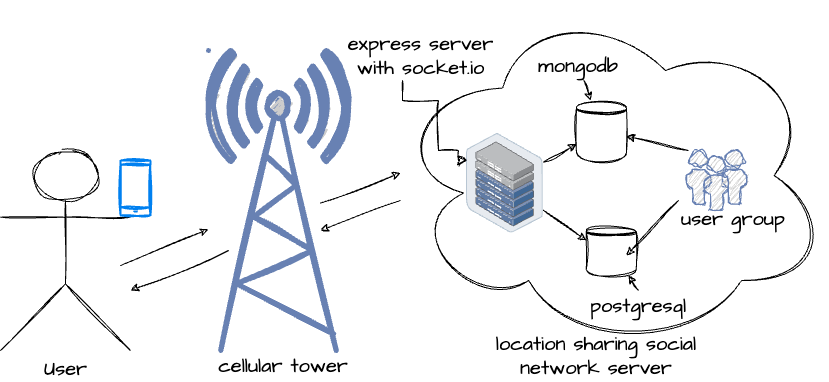 express server
with socket.io
mongodb
user group
postgresql
location sharing social
network server
User
cellular tower